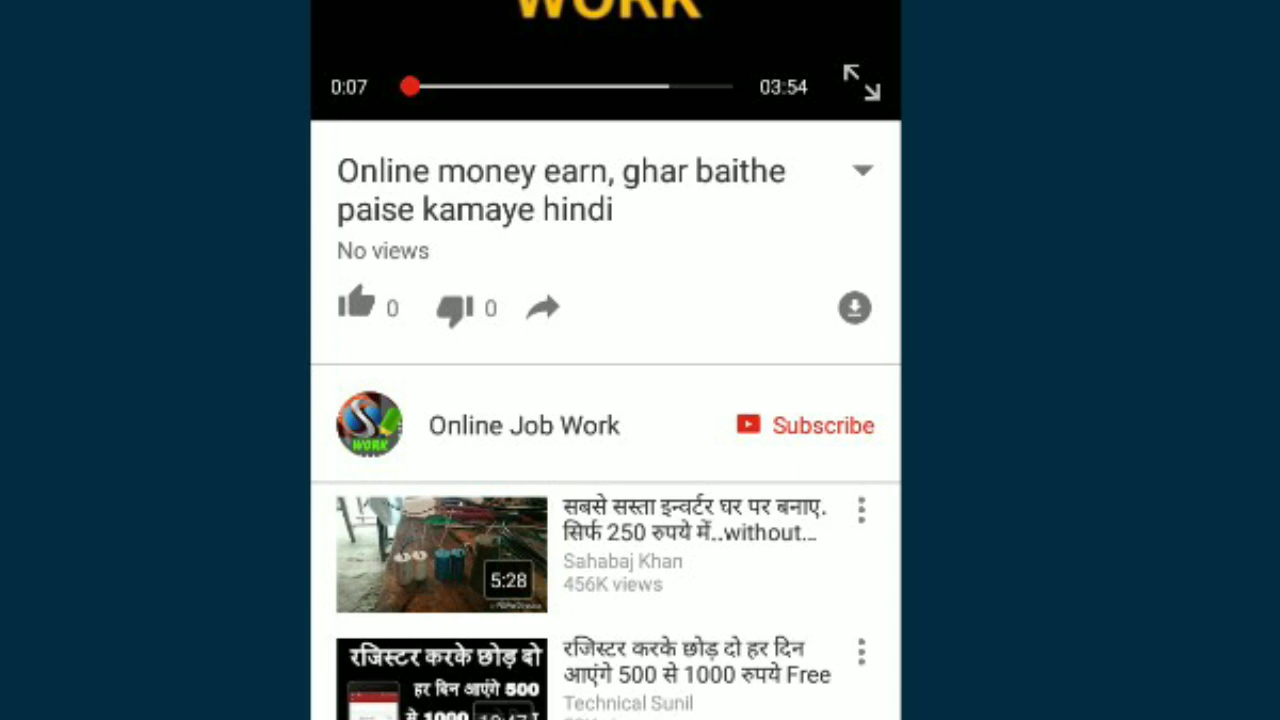 WORK
0:07
03:54
Online money earn, ghar baithe
paise kamaye hindi
No views
0
0
Online Job Work
Subscribe
WORK
सबसे सस्ता इन्वर्टर घर पर बनाए.
सिर्फ 250 रुपये में..without...
Sahabaj Khan
456K views
5:28
रजिस्टर करके छोड़ दो
हर दिन आएंगे 500
से 1000
रजिस्टर करके छोड़ दो हर दिन
आएंगे 500 से 1000 रुपये Free
Technical Sunil